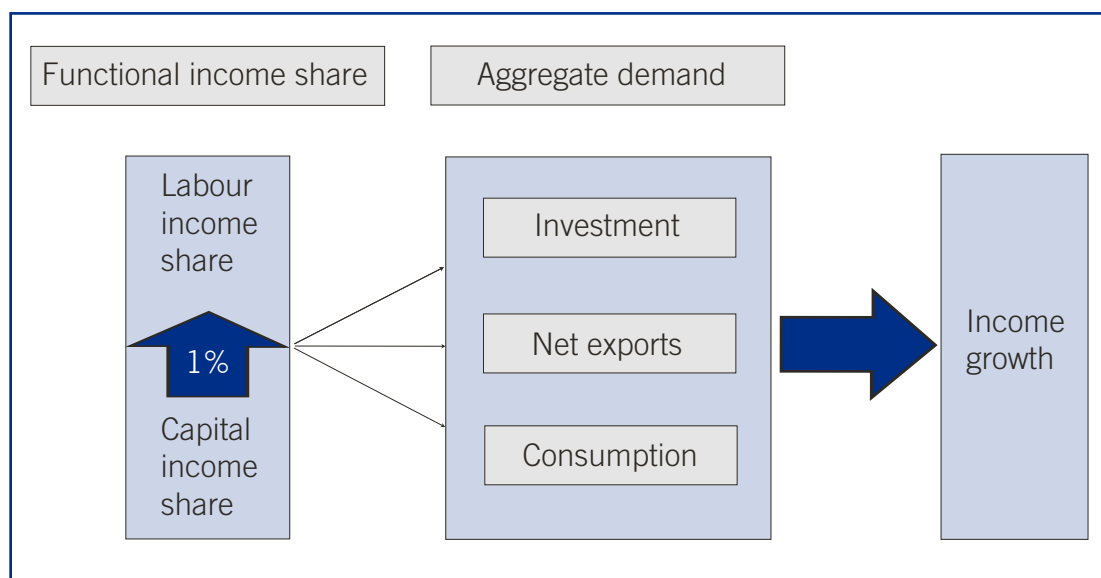 Functional income share
Aggregate demand
Labour
income
share
1%
Capital
income
share
Investment
Net exports
Consumption
Income
growth